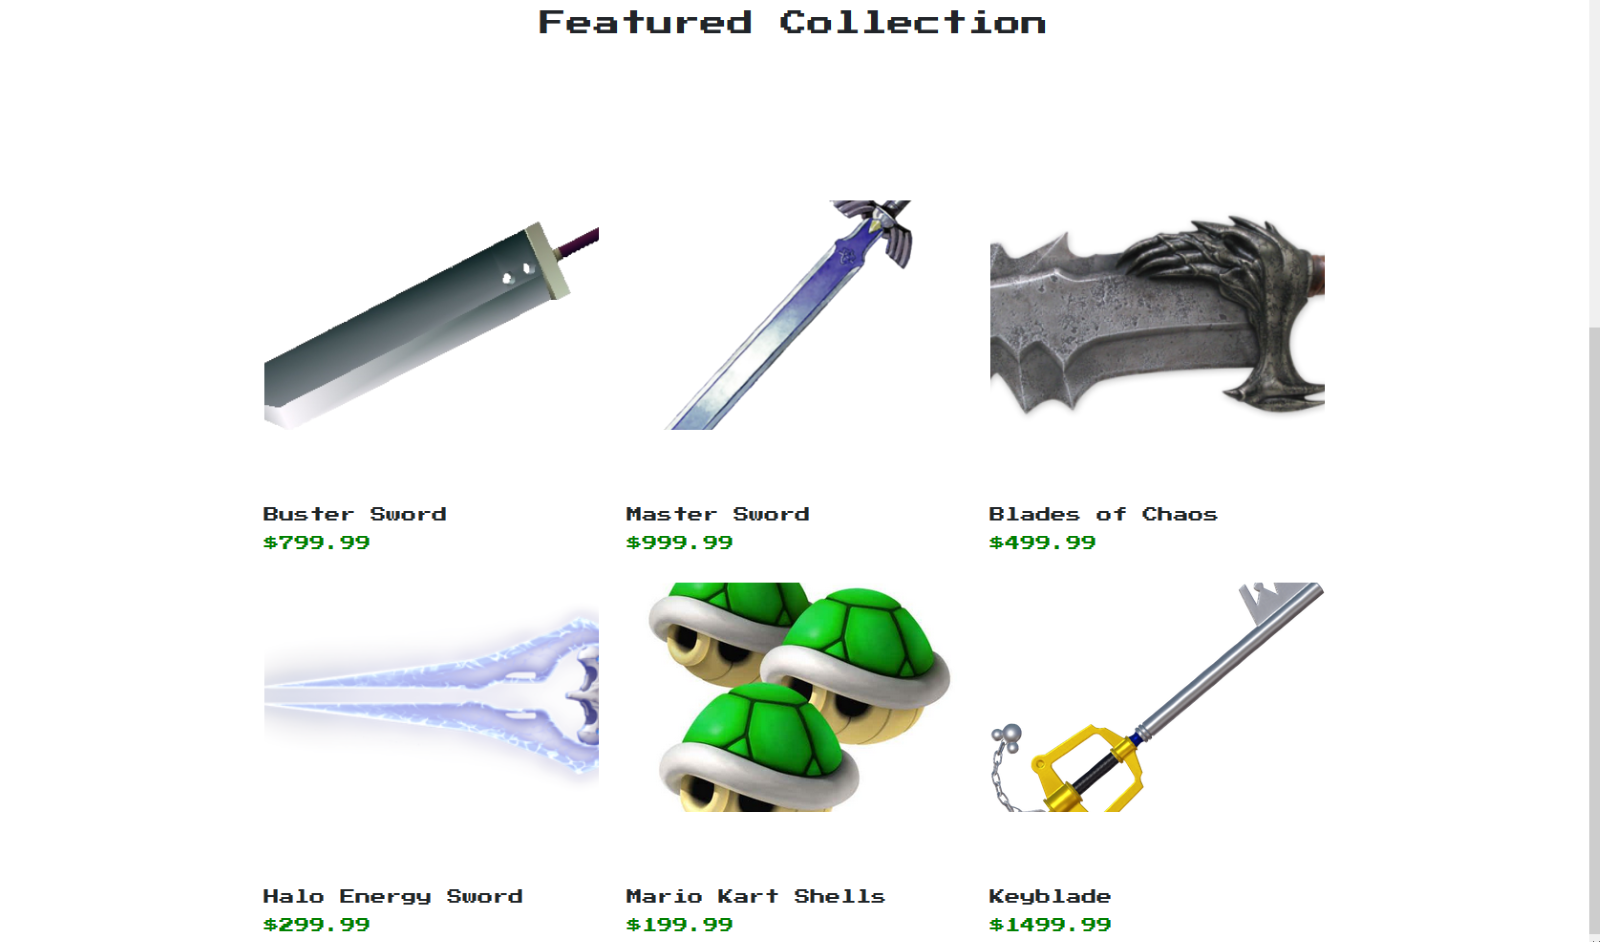 Featured Collection
Buster Sword
$799.99
Master Sword
$999.99
Blades of Chaos
$499.99
Halo Energy Sword
$299.99
Mario Kart Shells
$199.99
Keyblade
$1499.99